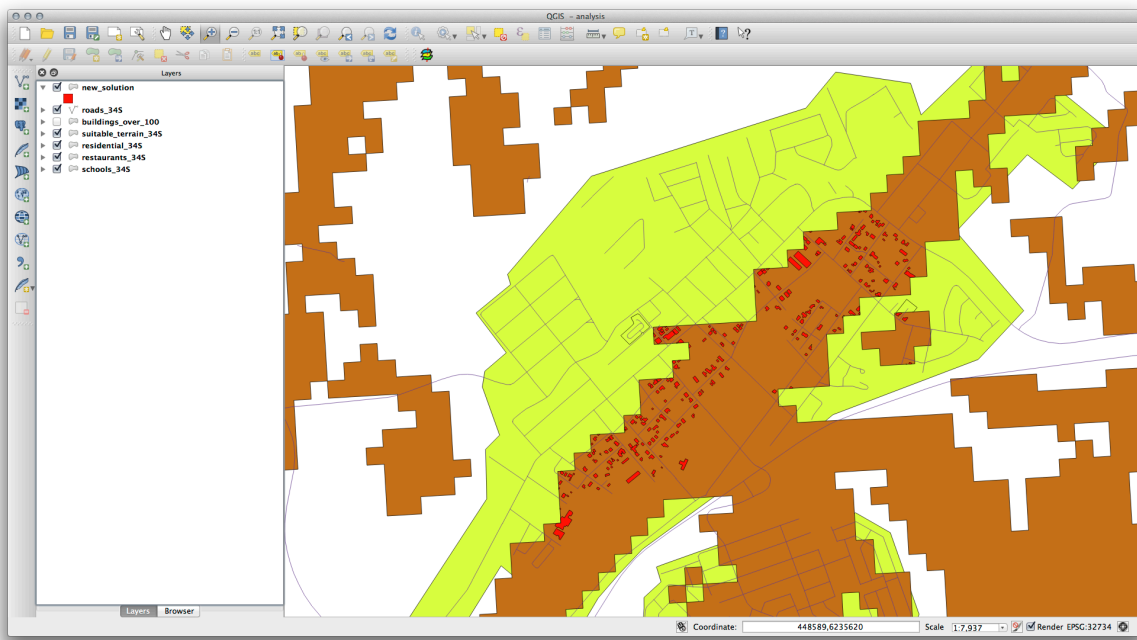 QGIS - analysis
Layers
new_solution
roads_34S
buildings_over_100
suitable_terrain_34S
residential_34S
restaurants_34S
schools_34S
Layers
Browser
Coordinate:
448589,6235620
Scale
1:7,937
Render
EPSG:32734